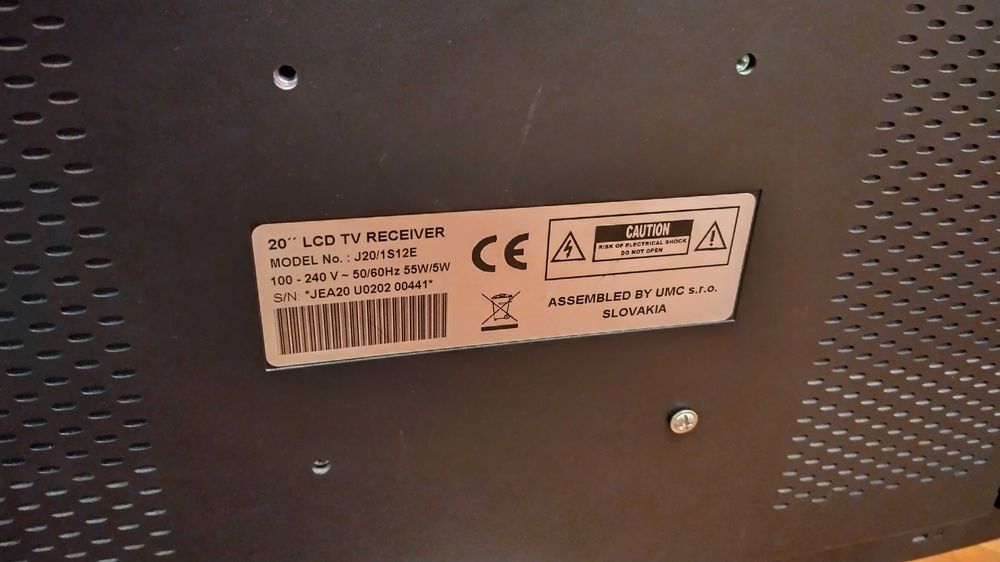 20´´ LCD TV RECEIVER
MODEL No. : J20/1S12E
100 - 240 V ~ 50/60Hz 55W/5W
S/N: *JEA20 U0202 00441*
CE
CAUTION
RISK OF ELECTRICAL SHOCK
DO NOT OPEN
ASSEMBLED BY UMC s.r.o.
SLOVAKIA